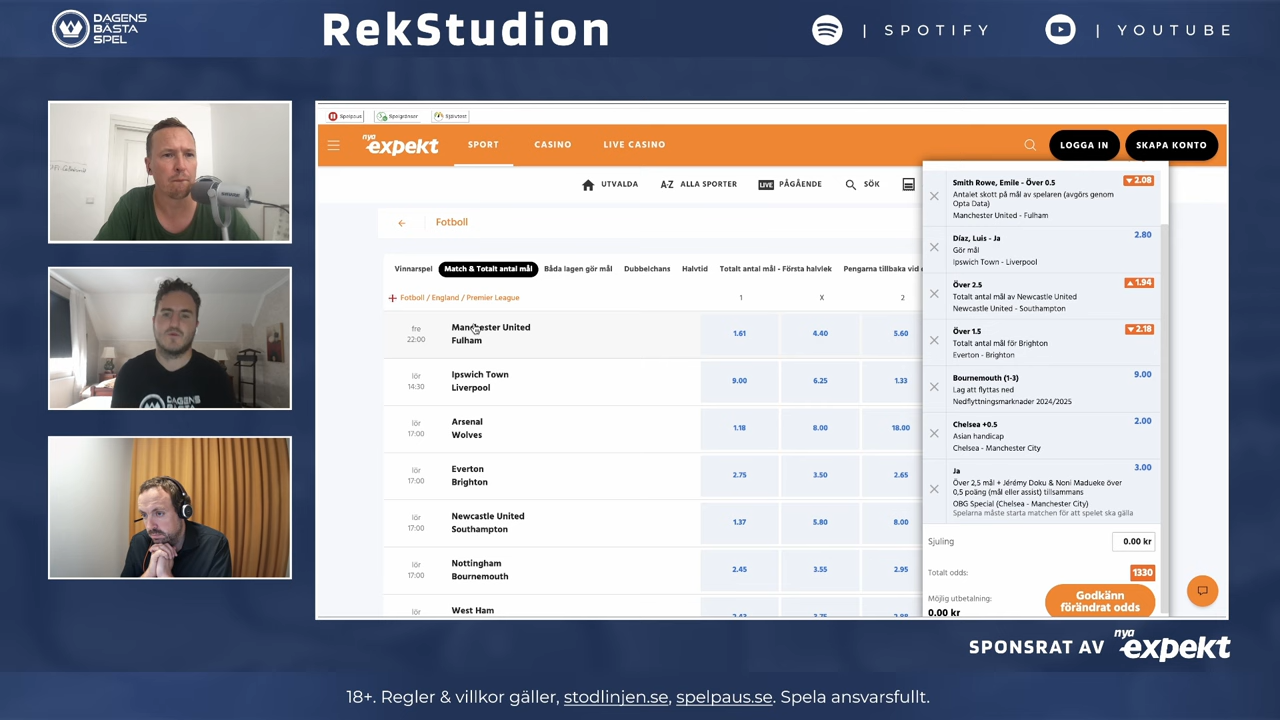 DAGENS
BÄSTA
SPEL
RekStudion
| SPOTIFY
| YOUTUBE
Spelpaus
Spelgränser
Självtest
nya
expekt
SPORT
CASINO
LIVE CASINO
LOGGA IN
SKAPA KONTO
UTVALDA
A-Z ALLA SPORTER
LIVE PÅGÅENDE
SÖK
Fotboll
Vinnarspel
Match & Totalt antal mål
Båda lagen gör mål
Dubbelchans
Halvtid
Totalt antal mål - Första halvlek
Pengarna tillbaka vid
Fotboll / England / Premier League
1
X
2
fre
22:00
Manchester United
Fulham
1.61
4.40
5.60
lör
14:30
Ipswich Town
Liverpool
9.00
6.25
1.33
lör
17:00
Arsenal
Wolves
1.18
8.00
18.00
lör
17:00
Everton
Brighton
2.75
3.50
2.65
lör
17:00
Newcastle United
Southampton
1.37
5.80
8.00
lör
17:00
Nottingham
Bournemouth
2.45
3.55
2.95
West Ham
Smith Rowe, Emile - Över 0.5
2.08
Antalet skott på mål av spelaren (avgörs genom
Opta Data)
Manchester United - Fulham
Díaz, Luis - Ja
2.80
Gör mål
Ipswich Town - Liverpool
Över 2.5
1.94
Totalt antal mål av Newcastle United
Newcastle United - Southampton
Över 1.5
2.18
Totalt antal mål för Brighton
Everton - Brighton
Bournemouth (1-3)
9.00
Lag att flyttas ned
Nedflyttningsmarknader 2024/2025
Chelsea +0.5
2.00
Asian handicap
Chelsea - Manchester City
Ja
3.00
Över 2,5 mål + Jérémy Doku & Noni Madueke över
0,5 poäng (mål eller assist) tillsammans
OBG Special (Chelsea - Manchester City)
Spelarna måste starta matchen för att spelet ska gälla
Sjuling
0.00 kr
Totalt odds:
1330
Möjlig utbetalning:
0.00 kr
Godkänn
förändrat odds
DAGENS
SPONSRAT AV
nya
expekt
18+. Regler & villkor gäller, stodlinjen.se, spelpaus.se. Spela ansvarsfullt.